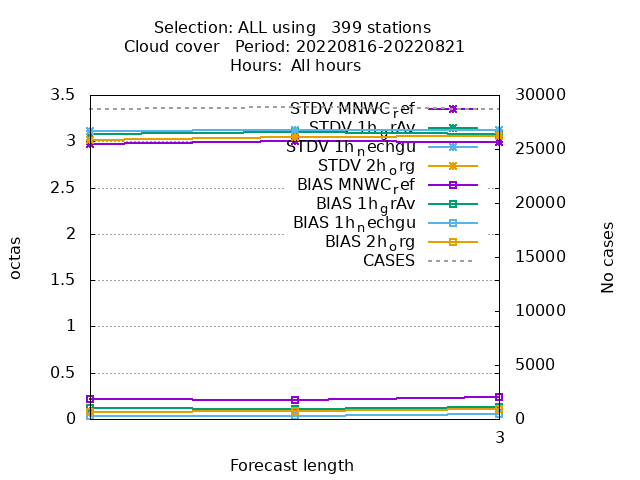 Selection: ALL using   399 stations
Cloud cover   Period: 20220816-20220821
Hours:  All hours
3.5
3
2.5
2
1.5
1
0.5
0
octas
30000
25000
20000
15000
10000
5000
0
No cases
STDV MNWC_ref
STDV 1h_grAv
STDV 1h_nechgu
STDV 2h_org
BIAS MNWC_ref
BIAS 1h_grAv
BIAS 1h_nechgu
BIAS 2h_org
CASES
3
Forecast length